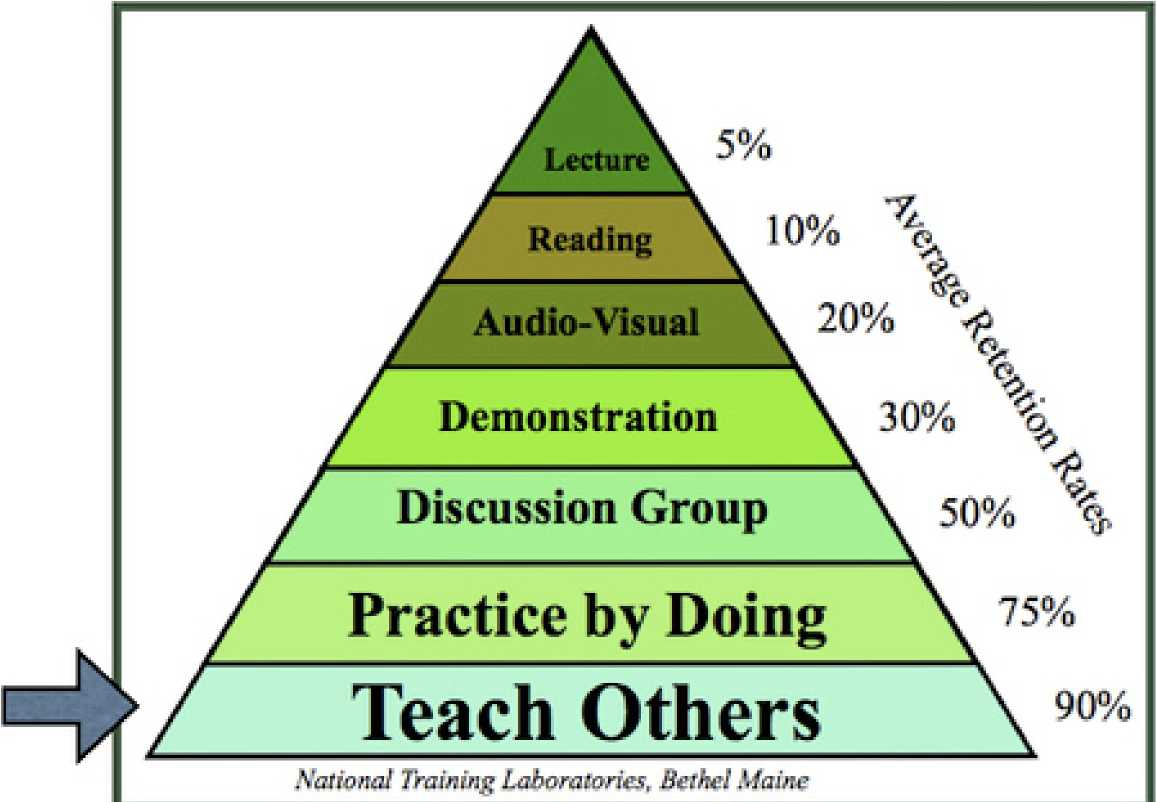 Lecture
5%
Reading
10%
Audio-Visual
20%
Demonstration
30%
Discussion Group
50%
Practice by Doing
75%
Teach Others
90%
Average Retention Rates
National Training Laboratories, Bethel Maine